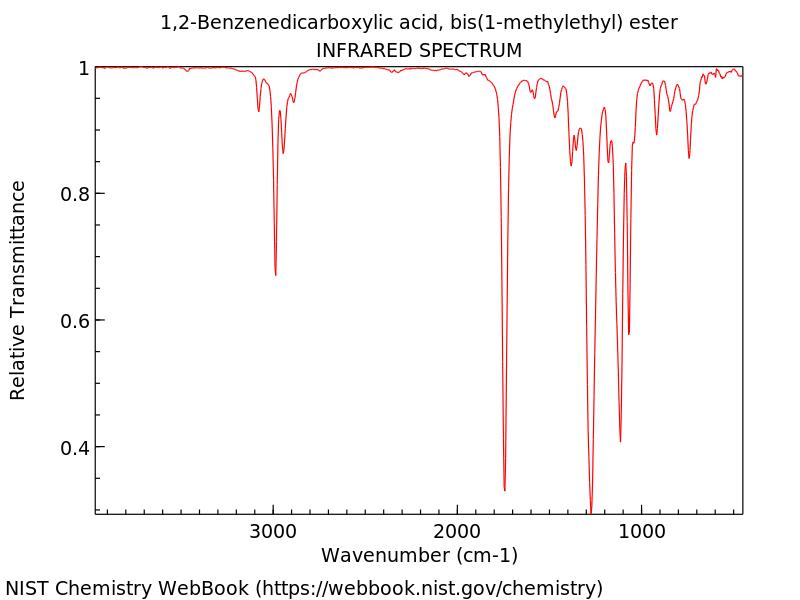 1,2-Benzenedicarboxylic acid, bis(1-methylethyl) ester
INFRARED SPECTRUM
1
0.8
0.6
0.4
Relative Transmittance
3000 2000 1000
Wavenumber (cm-1)
NIST Chemistry WebBook (https://webbook.nist.gov/chemistry)